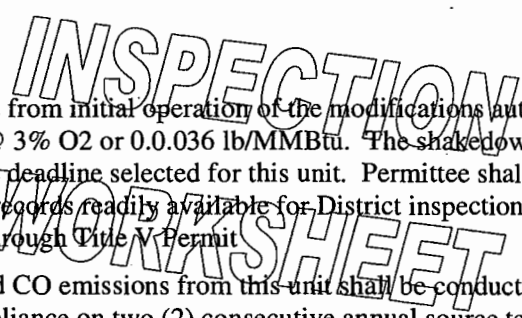 INSPECTION
from initial operation of the modifications aut
3% O2 or 0.0.036 lb/MMBtu. The shakedow
deadline selected for this unit. Permittee shal
WORKSHEET
ecords readily available for District inspection
rough Title V Permit
d CO emissions from this unit shall be conduct
liance on two (2) consecutive annual source te